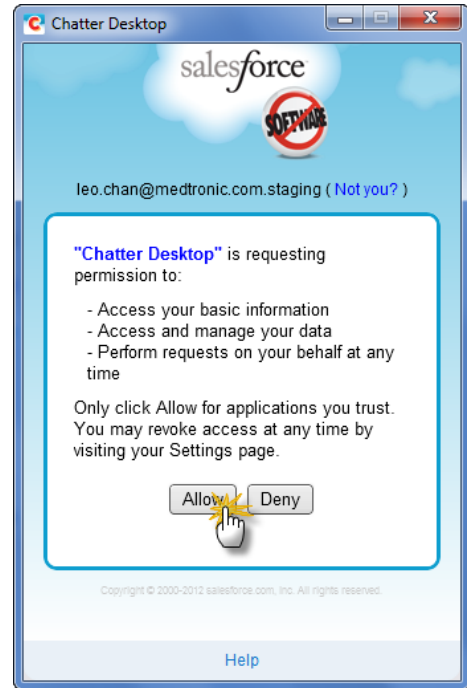 Chatter Desktop
salesforce
SOFTWARE
leo.chan@medtronic.com.staging ( Not you? )
"Chatter Desktop" is requesting
permission to:
- Access your basic information
- Access and manage your data
- Perform requests on your behalf at any
time
Only click Allow for applications you trust.
You may revoke access at any time by
visiting your Settings page.
Allow Deny
Copyright © 2000-2012 salesforce.com, inc. All rights reserved.
Help